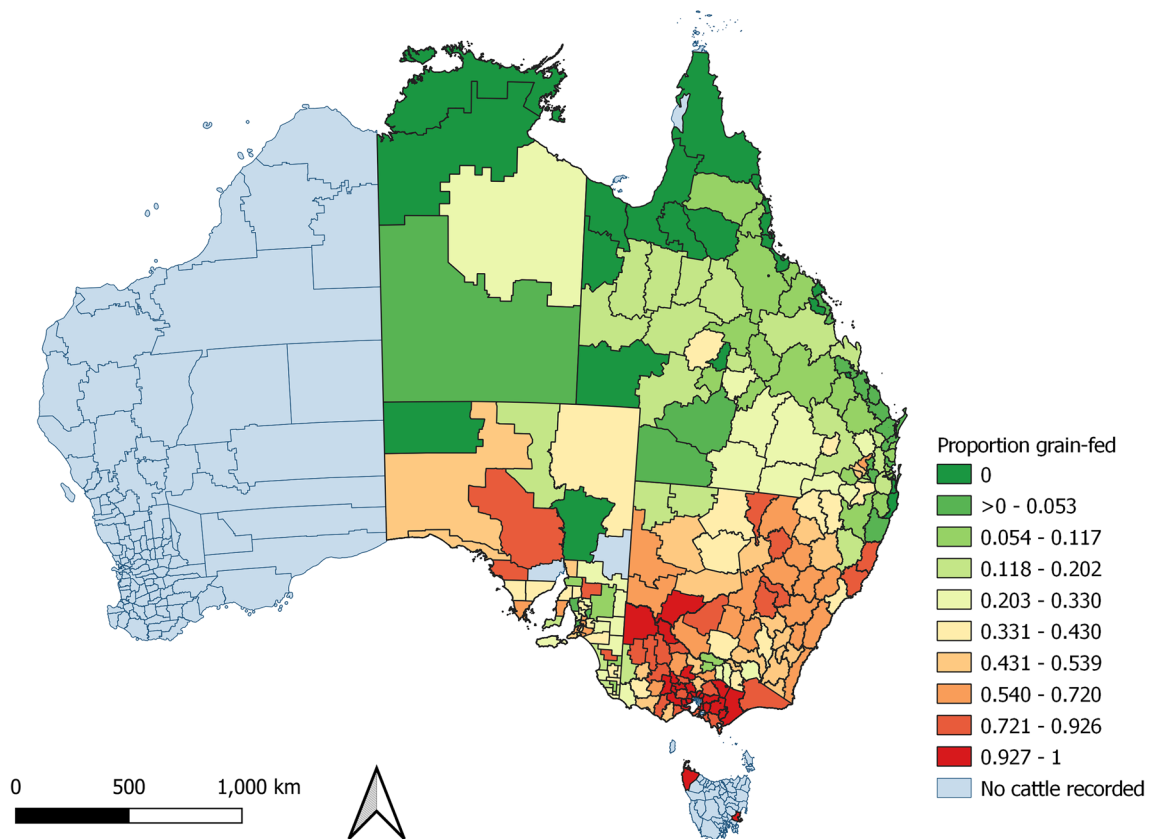 Proportion grain-fed
0
>0 - 0.053
0.054 - 0.117
0.118 - 0.202
0.203 - 0.330
0.331 - 0.430
0.431 - 0.539
0.540 - 0.720
0.721 - 0.926
0.927 - 1
No cattle recorded
0 500 1,000 km